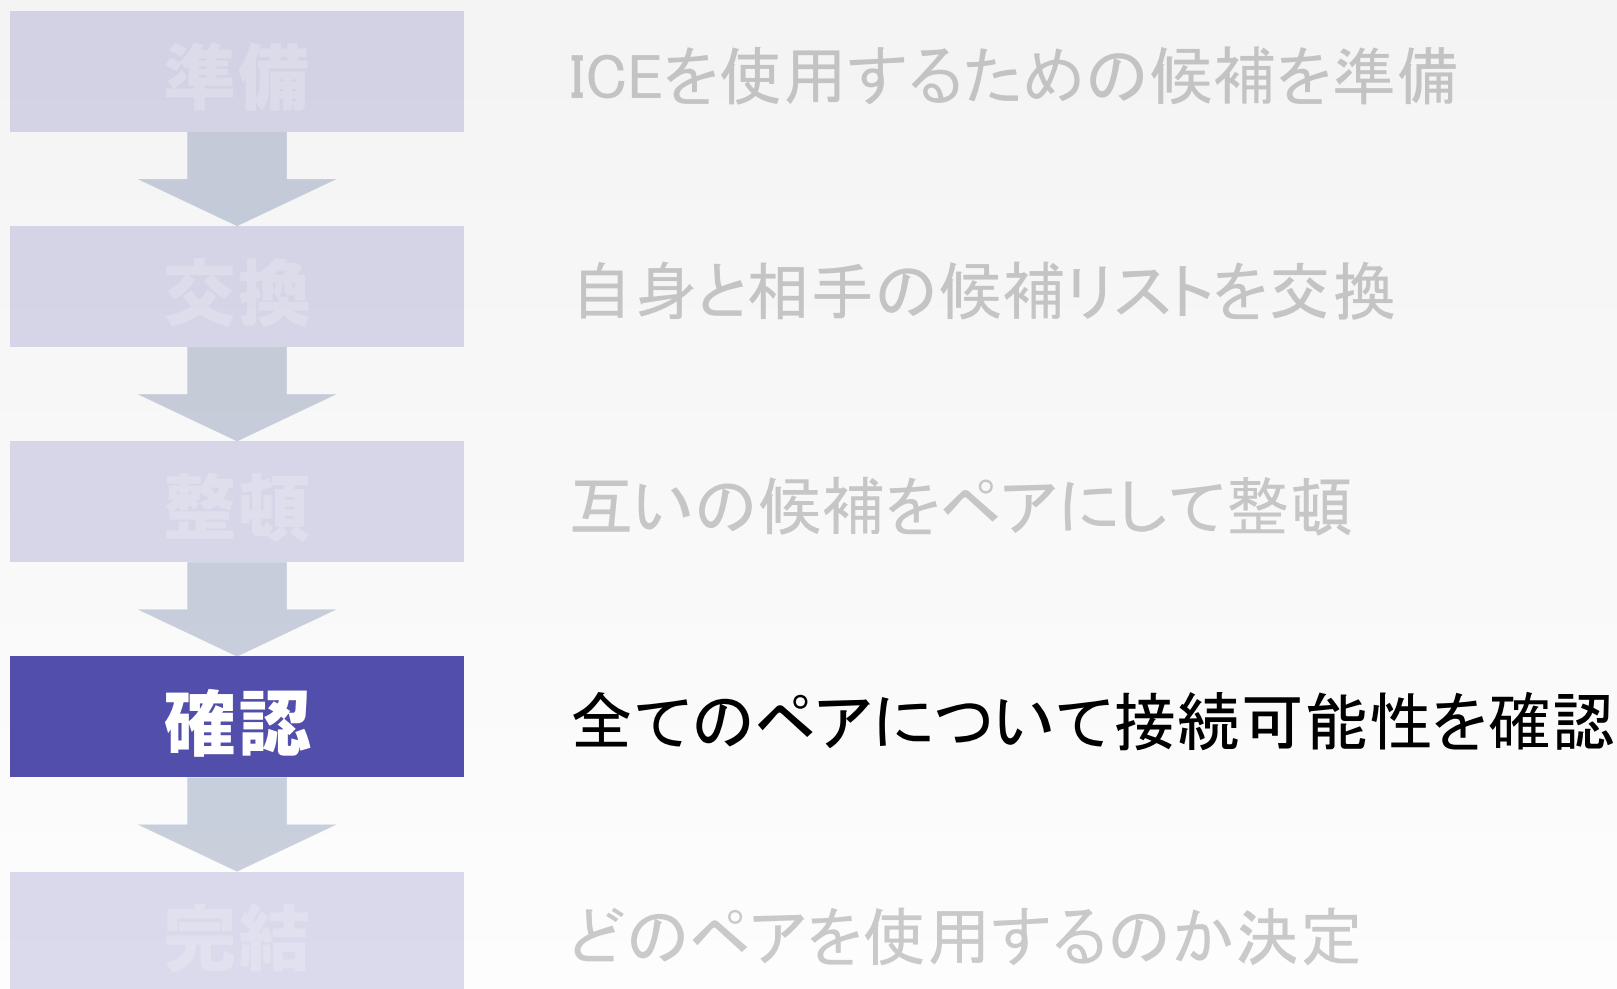 準備
ICEを使用するための候補を準備
交換
自身と相手の候補リストを交換
整頓
互いの候補をペアにして整頓
確認
全てのペアについて接続可能性を確認
完結
どのペアを使用するのか決定